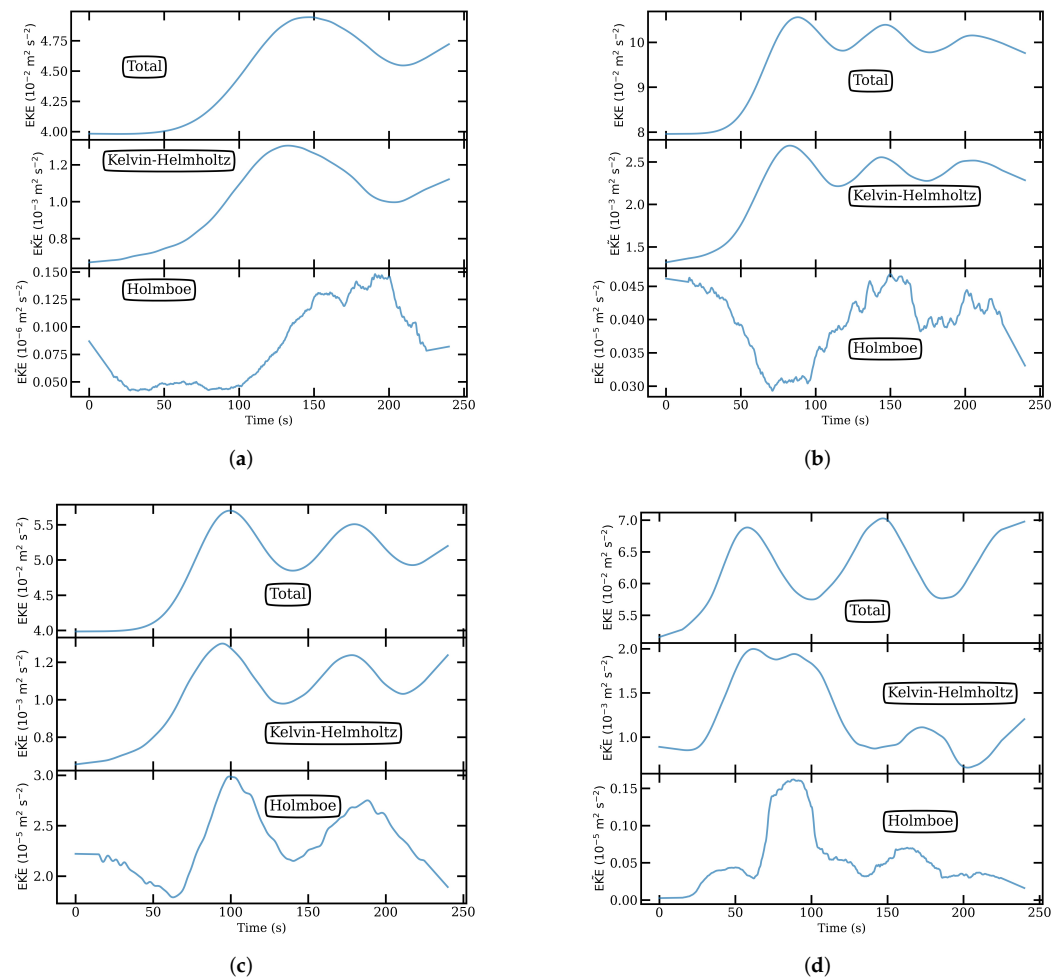 EKE (10⁻² m² s⁻²)
4.75
4.50
4.25
4.00
Total
EK̃E (10⁻³ m² s⁻²)
1.2
1.0
0.8
Kelvin-Helmholtz
EK̃E (10⁻⁶ m² s⁻²)
0.150
0.125
0.100
0.075
0.050
Holmboe
0 50 100 150 200 250
Time (s)
(a)
EKE (10⁻² m² s⁻²)
10
9
8
Total
EK̃E (10⁻³ m² s⁻²)
2.5
2.0
1.5
Kelvin-Helmholtz
EK̃E (10⁻⁵ m² s⁻²)
0.045
0.040
0.035
0.030
Holmboe
0 50 100 150 200 250
Time (s)
(b)
EKE (10⁻² m² s⁻²)
5.5
5.0
4.5
4.0
Total
EK̃E (10⁻³ m² s⁻²)
1.2
1.0
0.8
Kelvin-Helmholtz
EK̃E (10⁻⁵ m² s⁻²)
3.0
2.5
2.0
Holmboe
0 50 100 150 200 250
Time (s)
(c)
EKE (10⁻² m² s⁻²)
7.0
6.5
6.0
5.5
Total
EK̃E (10⁻³ m² s⁻²)
2.0
1.5
1.0
Kelvin-Helmholtz
EK̃E (10⁻⁵ m² s⁻²)
0.15
0.10
0.05
0.00
Holmboe
0 50 100 150 200 250
Time (s)
(d)